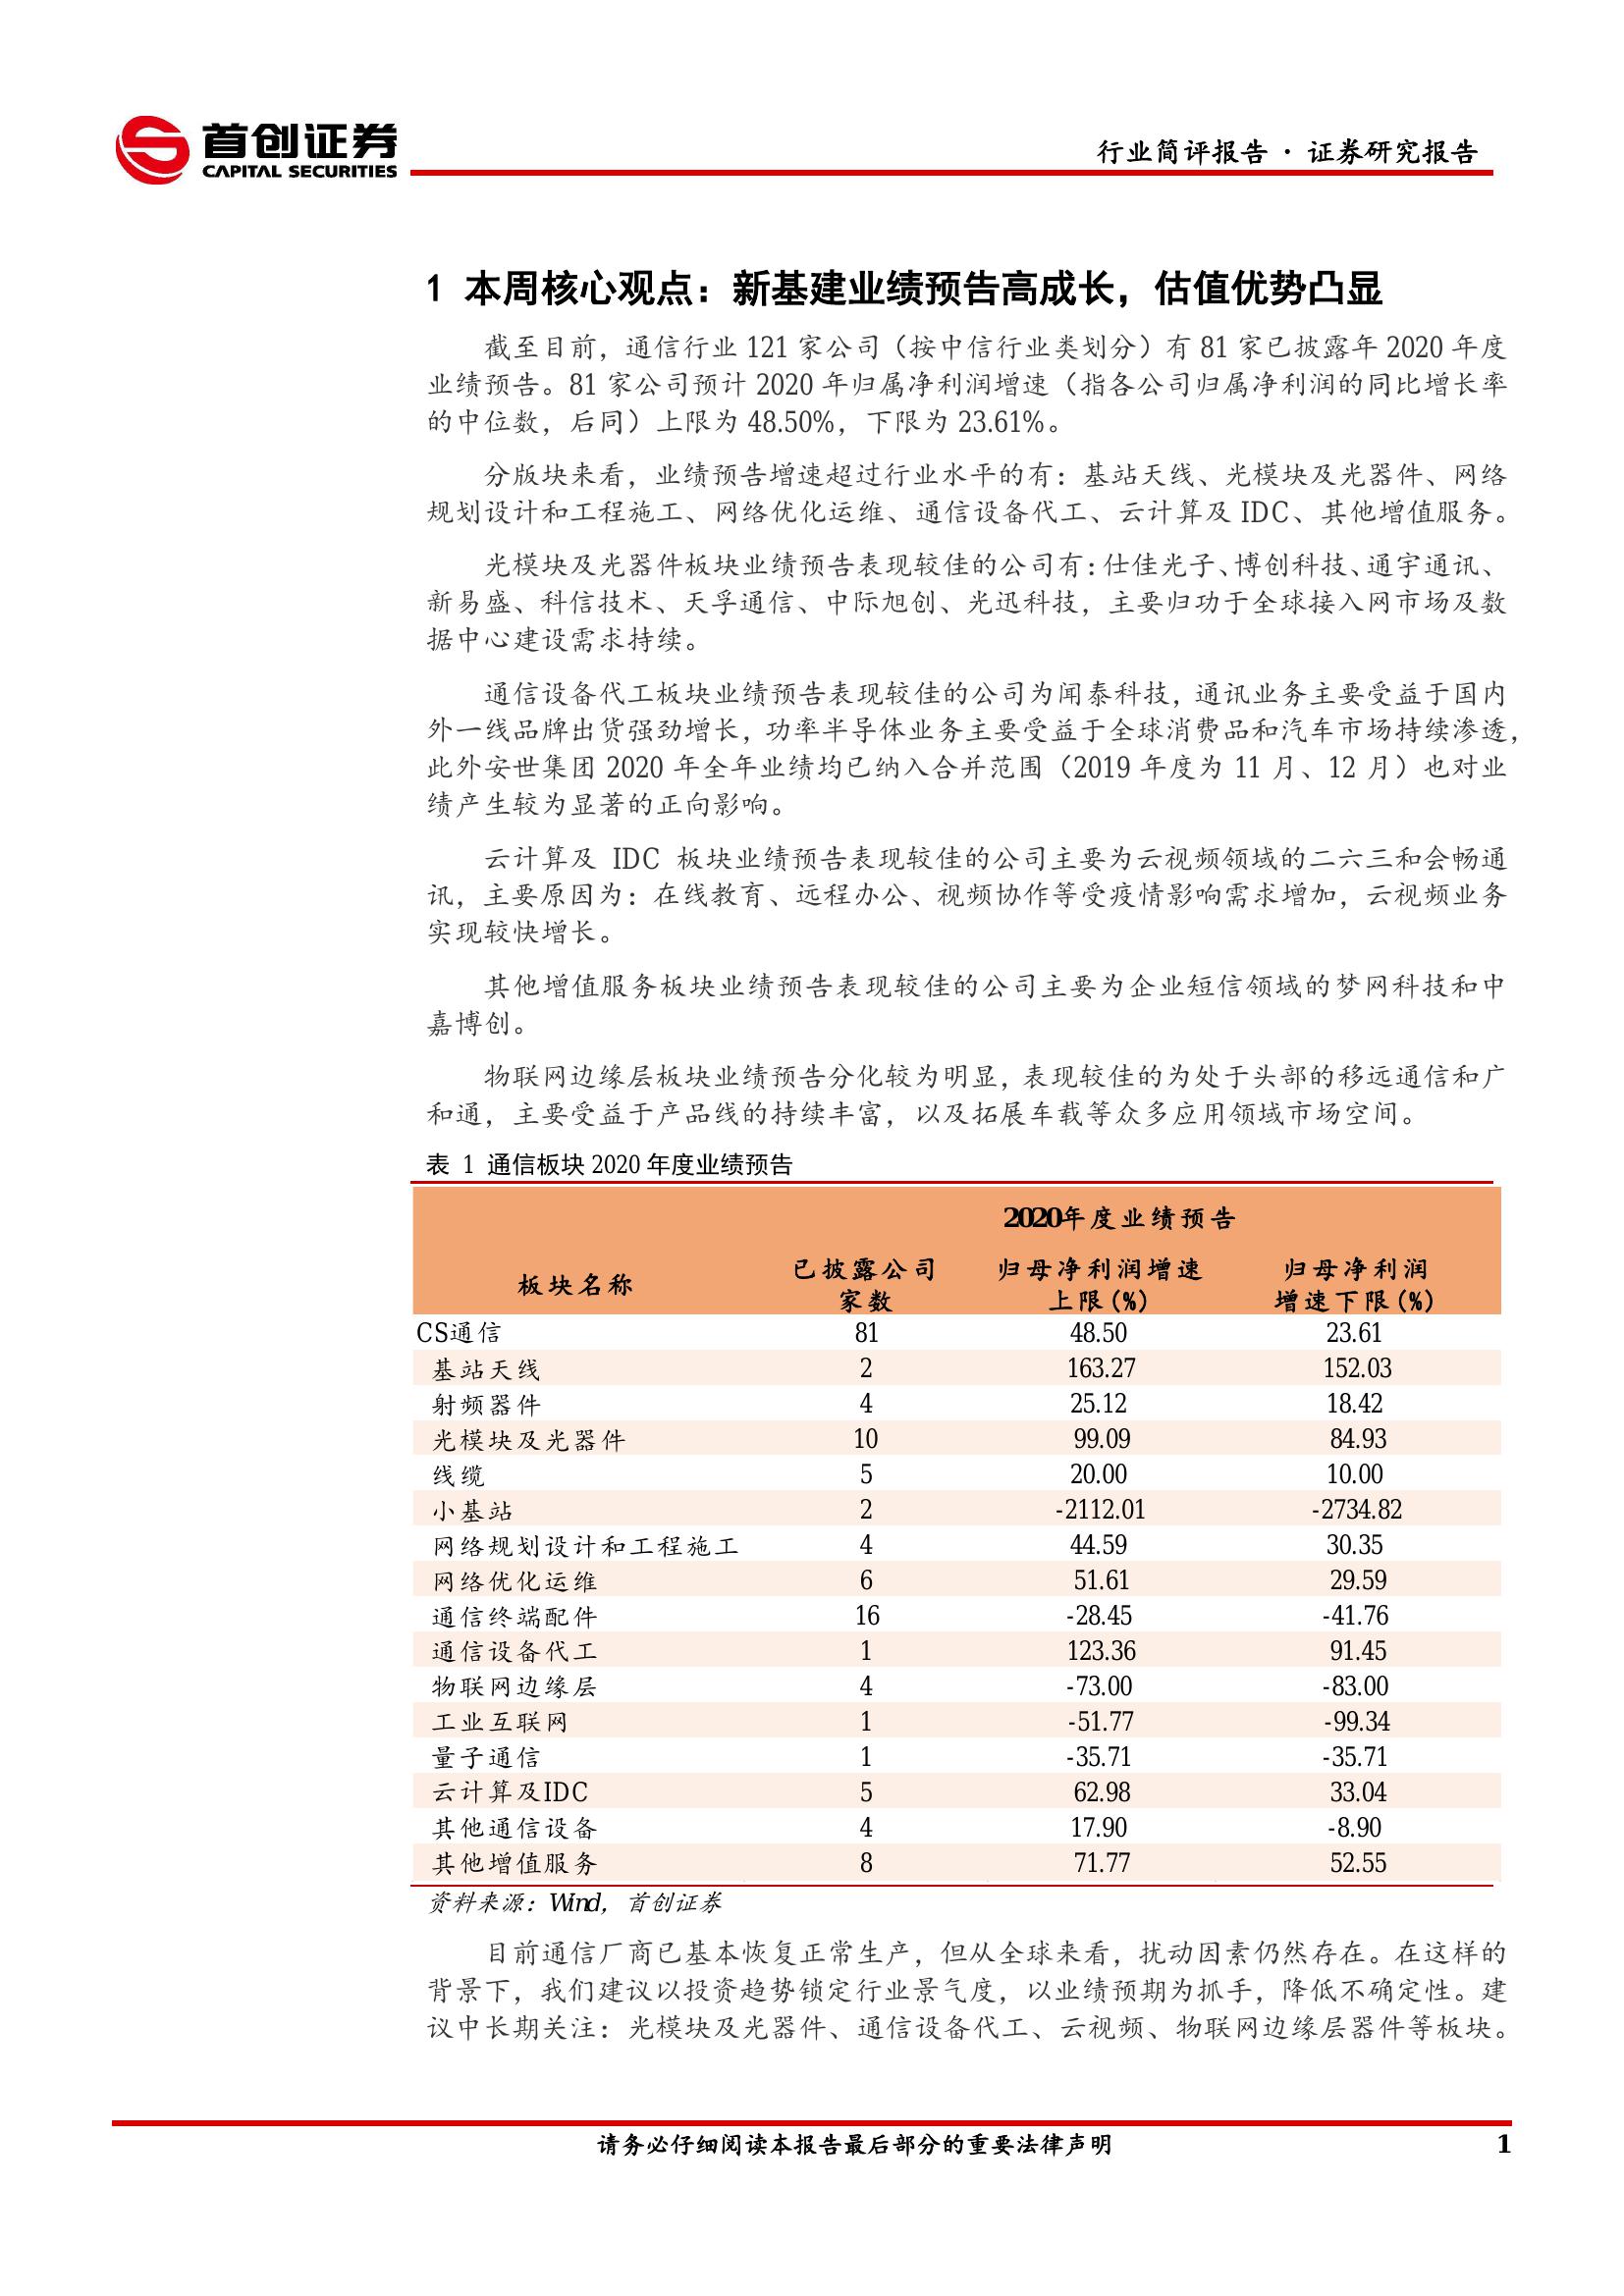 首创证券
CAPITAL SECURITIES
行业简评报告 · 证券研究报告
1 本周核心观点：新基建业绩预告高成长，估值优势凸显
截至目前，通信行业 121 家公司（按中信行业类划分）有 81 家已披露年 2020 年度
业绩预告。81 家公司预计 2020 年归属净利润增速（指各公司归属净利润的同比增长率
的中位数，后同）上限为 48.50%，下限为 23.61%。
分版块来看，业绩预告增速超过行业水平的有：基站天线、光模块及光器件、网络
规划设计和工程施工、网络优化运维、通信设备代工、云计算及 IDC、其他增值服务。
光模块及光器件板块业绩预告表现较佳的公司有：仕佳光子、博创科技、通宇通讯、
新易盛、科信技术、天孚通信、中际旭创、光迅科技，主要归功于全球接入网市场及数
据中心建设需求持续。
通信设备代工板块业绩预告表现较佳的公司为闻泰科技，通讯业务主要受益于国内
外一线品牌出货强劲增长，功率半导体业务主要受益于全球消费品和汽车市场持续渗透，
此外安世集团 2020 年全年业绩均已纳入合并范围（2019 年度为 11 月、12 月）也对业
绩产生较为显著的正向影响。
云计算及 IDC 板块业绩预告表现较佳的公司主要为云视频领域的二六三和会畅通
讯，主要原因为：在线教育、远程办公、视频协作等受疫情影响需求增加，云视频业务
实现较快增长。
其他增值服务板块业绩预告表现较佳的公司主要为企业短信领域的梦网科技和中
嘉博创。
物联网边缘层板块业绩预告分化较为明显，表现较佳的为处于头部的移远通信和广
和通，主要受益于产品线的持续丰富，以及拓展车载等众多应用领域市场空间。
表 1 通信板块 2020 年度业绩预告
2020年度业绩预告
板块名称 已披露公司家数 归母净利润增速上限(%) 归母净利润增速下限(%)
CS通信 81 48.50 23.61
基站天线 2 163.27 152.03
射频器件 4 25.12 18.42
光模块及光器件 10 99.09 84.93
线缆 5 20.00 10.00
小基站 2 -2112.01 -2734.82
网络规划设计和工程施工 4 44.59 30.35
网络优化运维 6 51.61 29.59
通信终端配件 16 -28.45 -41.76
通信设备代工 1 123.36 91.45
物联网边缘层 4 -73.00 -83.00
工业互联网 1 -51.77 -99.34
量子通信 1 -35.71 -35.71
云计算及IDC 5 62.98 33.04
其他通信设备 4 17.90 -8.90
其他增值服务 8 71.77 52.55
资料来源：Wind，首创证券
目前通信厂商已基本恢复正常生产，但从全球来看，扰动因素仍然存在。在这样的
背景下，我们建议以投资趋势锁定行业景气度，以业绩预期为抓手，降低不确定性。建
议中长期关注：光模块及光器件、通信设备代工、云视频、物联网边缘层器件等板块。
请务必仔细阅读本报告最后部分的重要法律声明
1